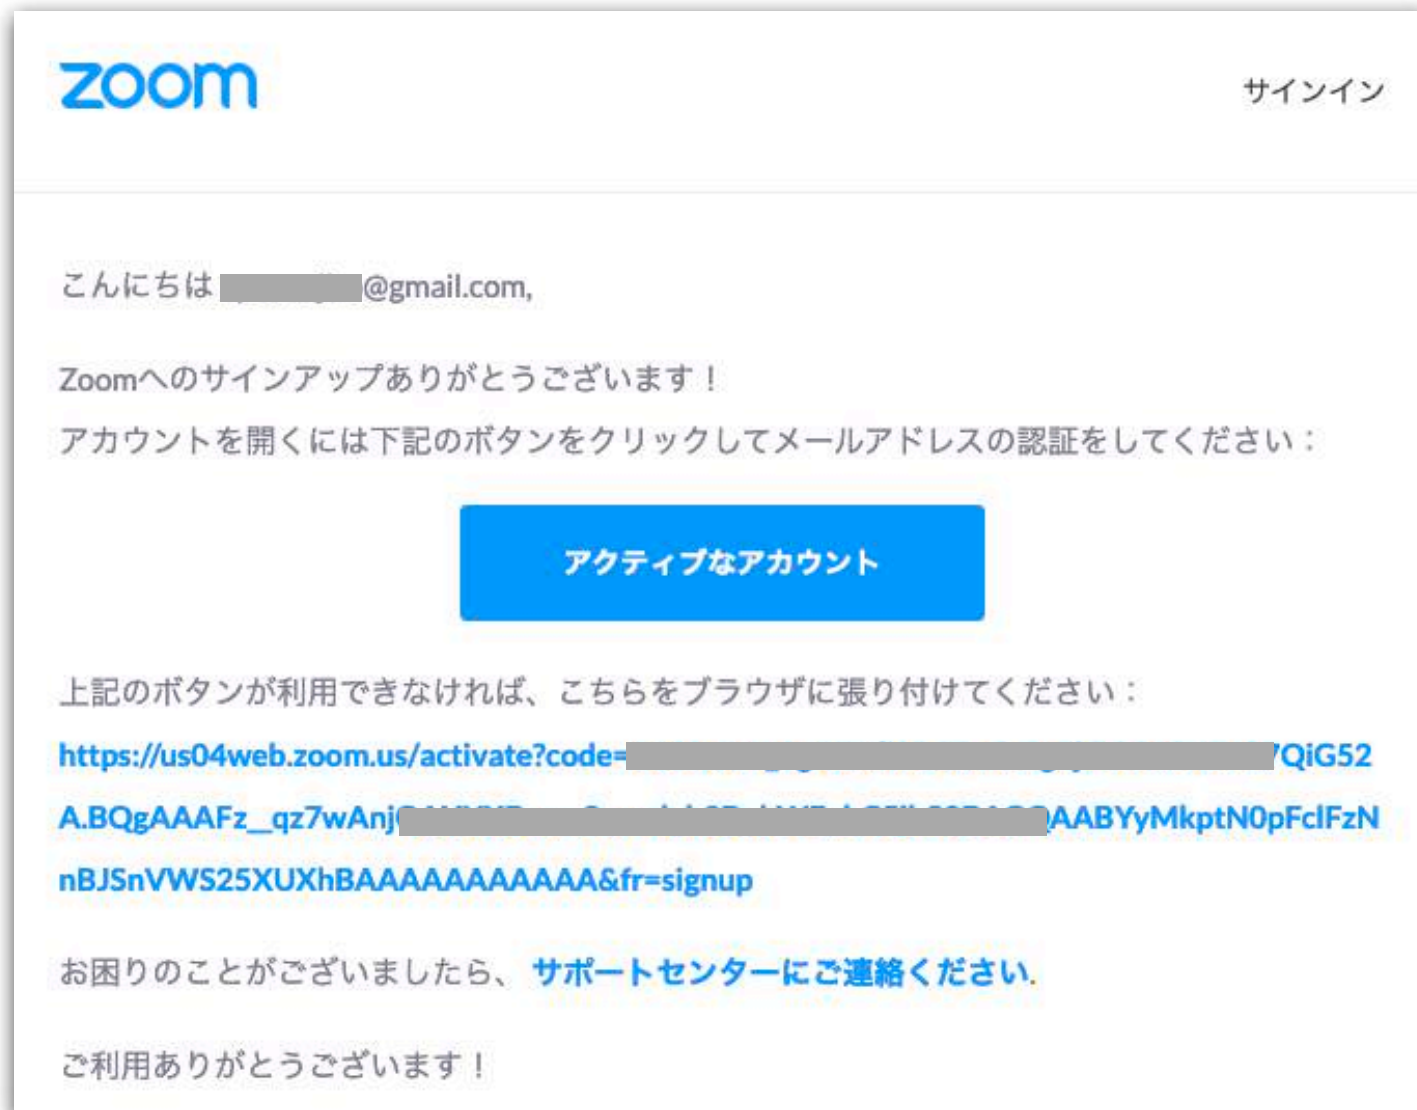 zoom
サインイン
こんにちは @gmail.com,
Zoomへのサインアップありがとうございます！
アカウントを開くには下記のボタンをクリックしてメールアドレスの認証をしてください：
アクティブなアカウント
上記のボタンが利用できなければ、こちらをブラウザに張り付けてください：
https://us04web.zoom.us/activate?code= 7QiG52
A.BQgAAAFz__qz7wAnj AABYyMkptN0pFclFzN
nBJSnVWS25XUXhBAAAAAAAAAAA&fr=signup
お困りのことがございましたら、 サポートセンターにご連絡ください.
ご利用ありがとうございます！